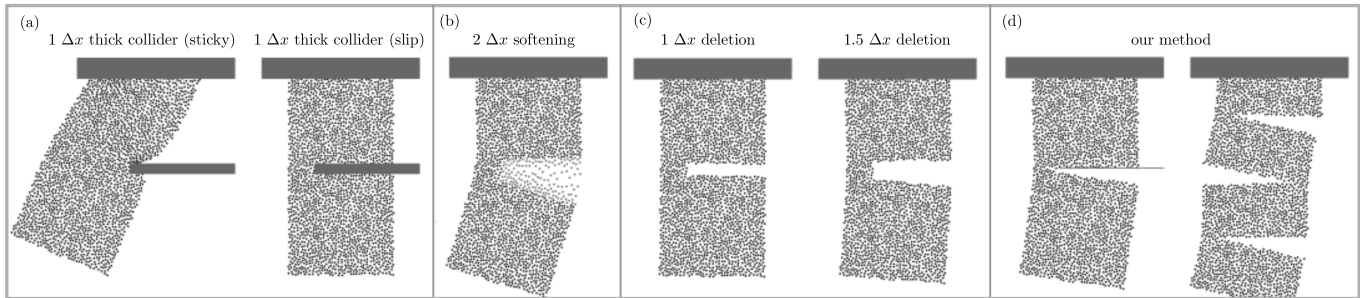 (a)
1 Δx thick collider (sticky)
1 Δx thick collider (slip)
(b)
2 Δx softening
(c)
1 Δx deletion
1.5 Δx deletion
(d)
our method